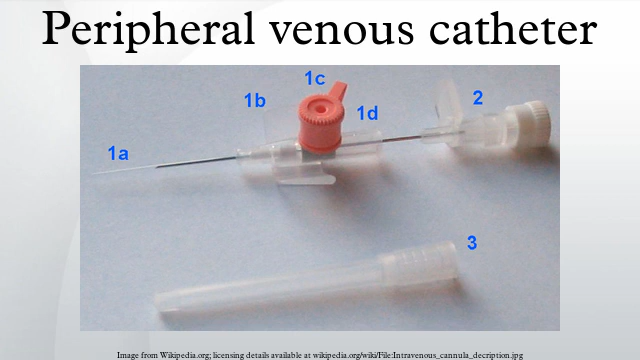 Peripheral venous catheter
1c
1b
1d
2
1a
3
Image from Wikipedia.org; licensing details available at wikipedia.org/wiki/File:Intravenous_cannula_decription.jpg